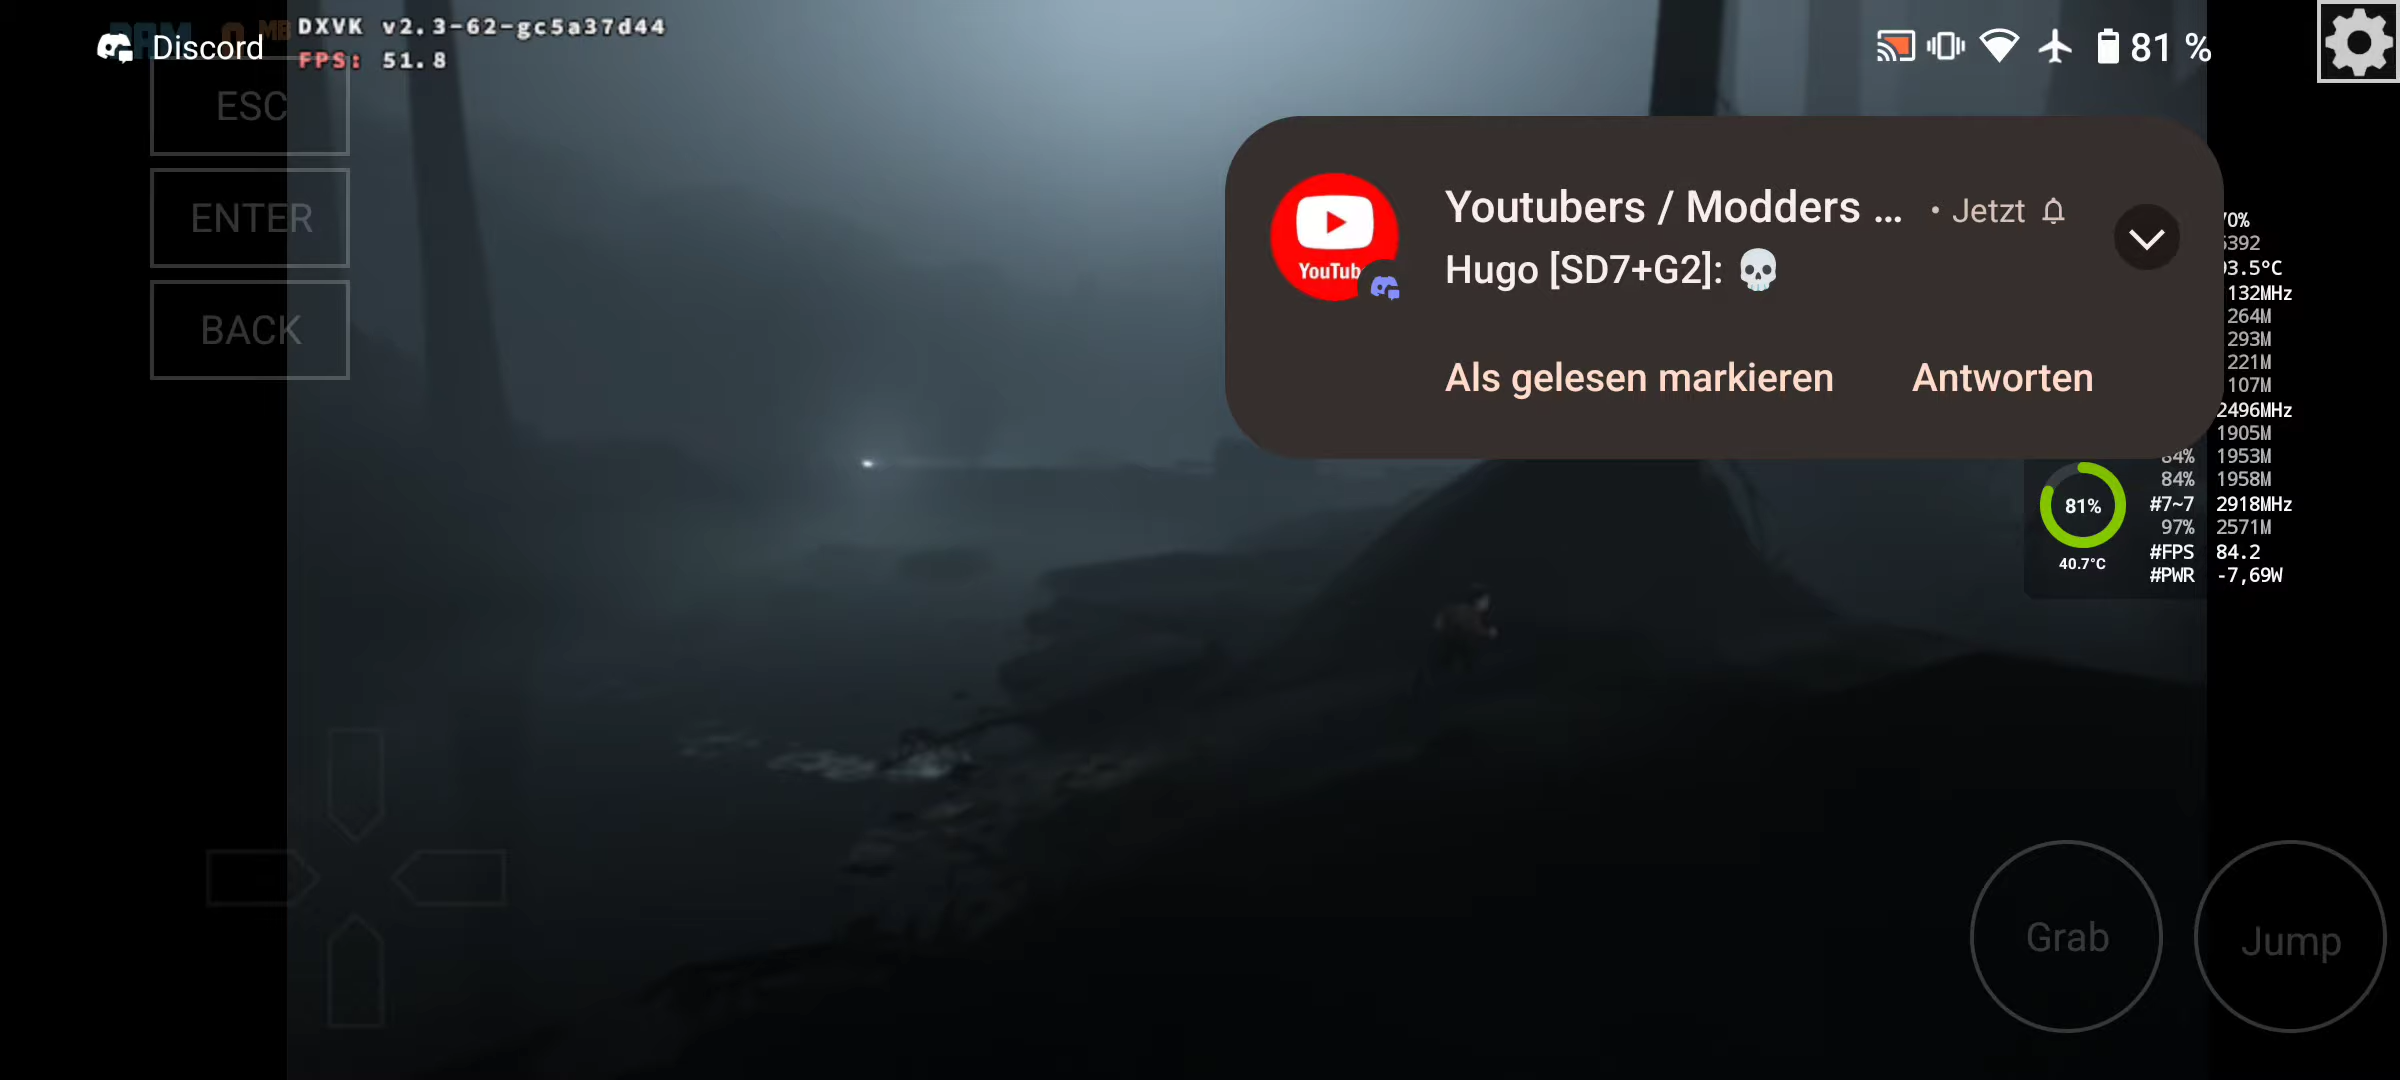 Discord
DXVK v2.3-62-gc5a37d44
FPS: 51.8
81 %
ESC
ENTER
BACK
YouTub
Youtubers / Modders ... • Jetzt
Hugo [SD7+G2]: 💀
Als gelesen markieren Antworten
132MHz
264M
293M
221M
107M
2496MHz
1905M
84% 1953M
84% 1958M
#7~7 2918MHz
97% 2571M
#FPS 84.2
#PWR -7,69W
81%
40.7°C
Grab
Jump